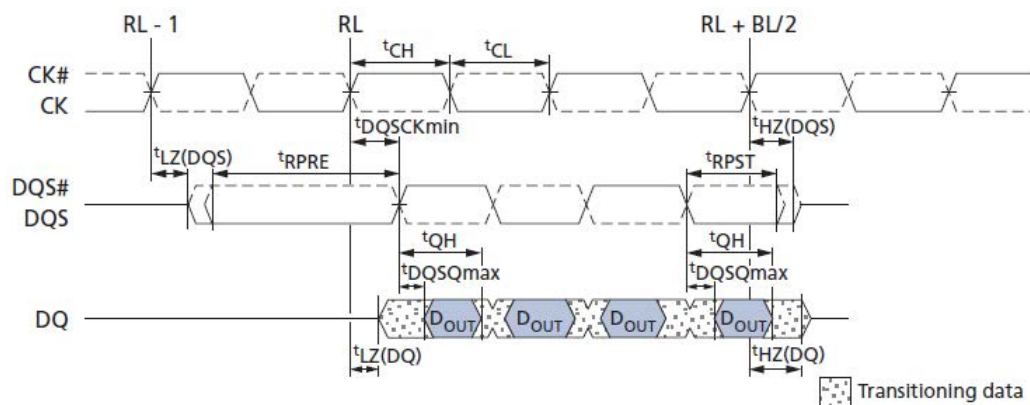 RL - 1 RL RL + BL/2
tCH tCL
CK#
CK
tDQSCKmin tHZ(DQS)
tLZ(DQS) tRPRE tRPST
DQS#
DQS
tQH tQH
tDQSQmax tDQSQmax
DQ DOUT DOUT DOUT DOUT
tLZ(DQ) tHZ(DQ)
Transitioning data